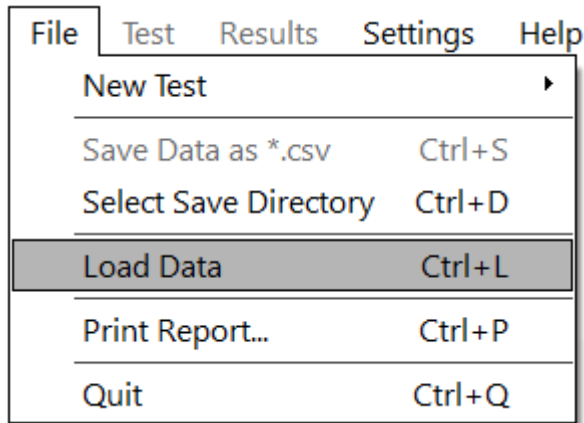 File Test Results Settings Help
New Test
Save Data as *.csv Ctrl+S
Select Save Directory Ctrl+D
Load Data Ctrl+L
Print Report... Ctrl+P
Quit Ctrl+Q